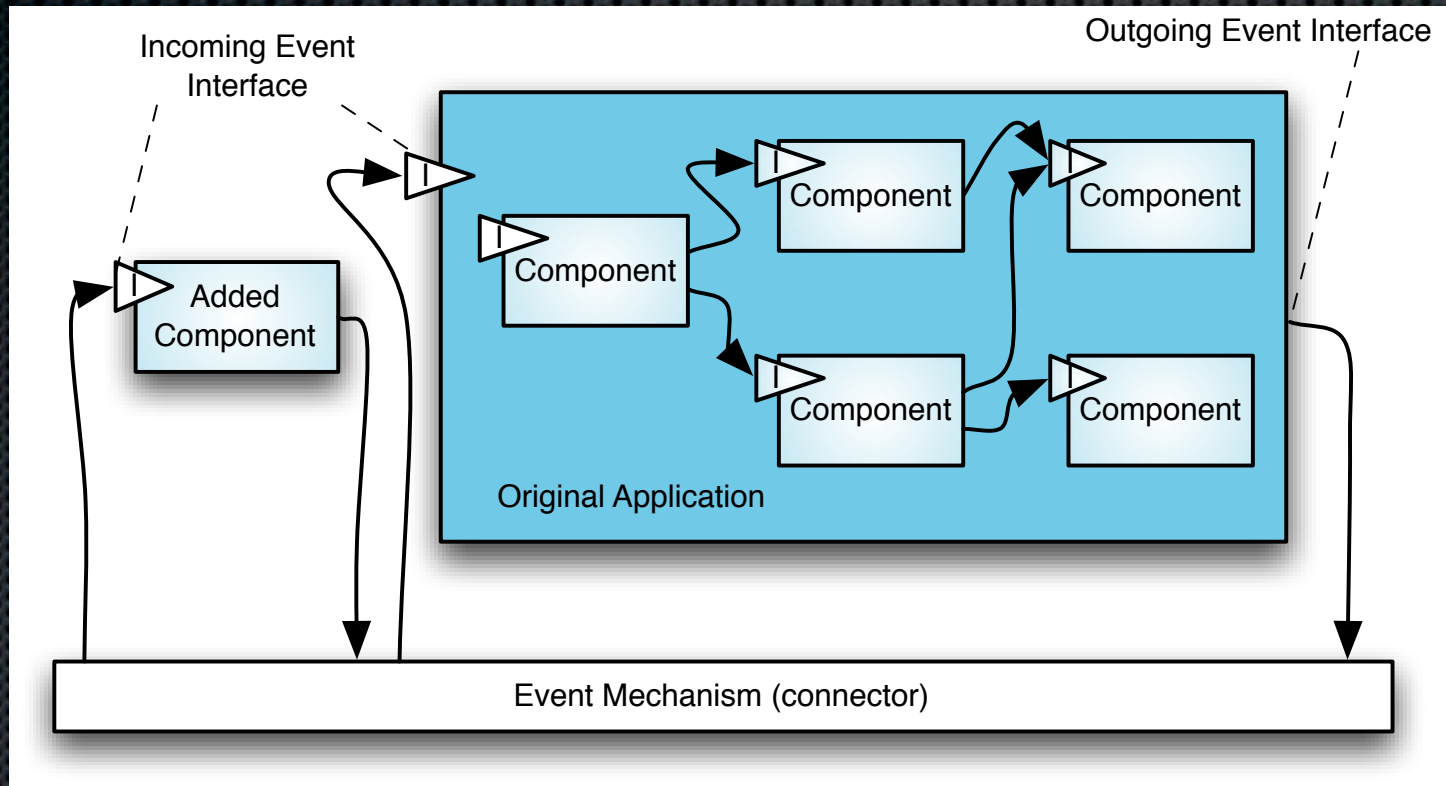 Incoming Event
Interface
Outgoing Event Interface
I
I
Component
I
Component
I
Component
I
Added
Component
I
Component
I
Component
Original Application
Event Mechanism (connector)